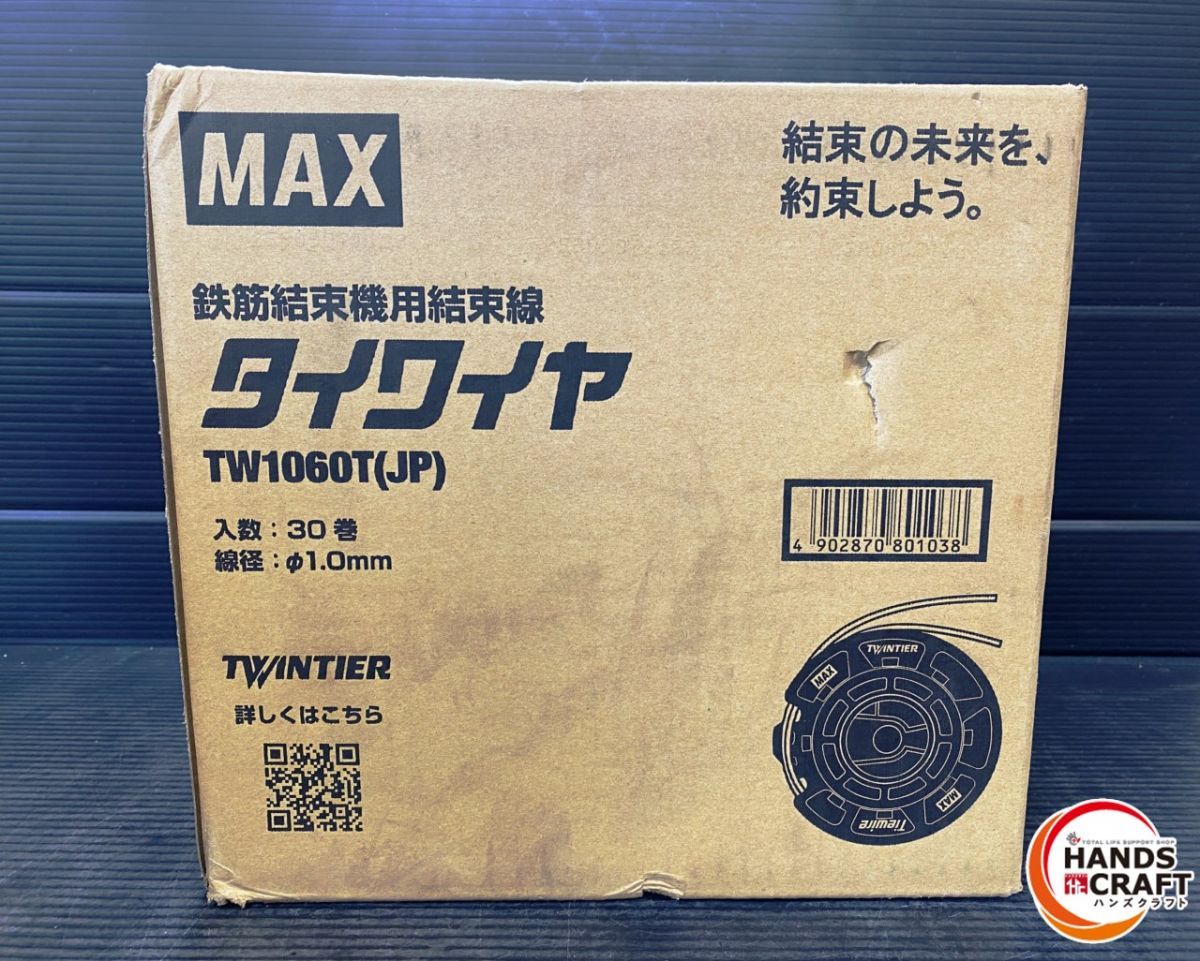 MAX
結束の未来を、
約束しよう。
鉄筋結束機用結束線
タイワイヤ
TW1060T(JP)
入数：30 巻
線径：φ1.0mm
4 902870 801038
TWINTIER
詳しくはこちら
TWINTIER
MAX
MAX
Tiewire
TOTAL LIFE SUPPORT SHOP
HANDS
CRAFT
ハンズクラフト